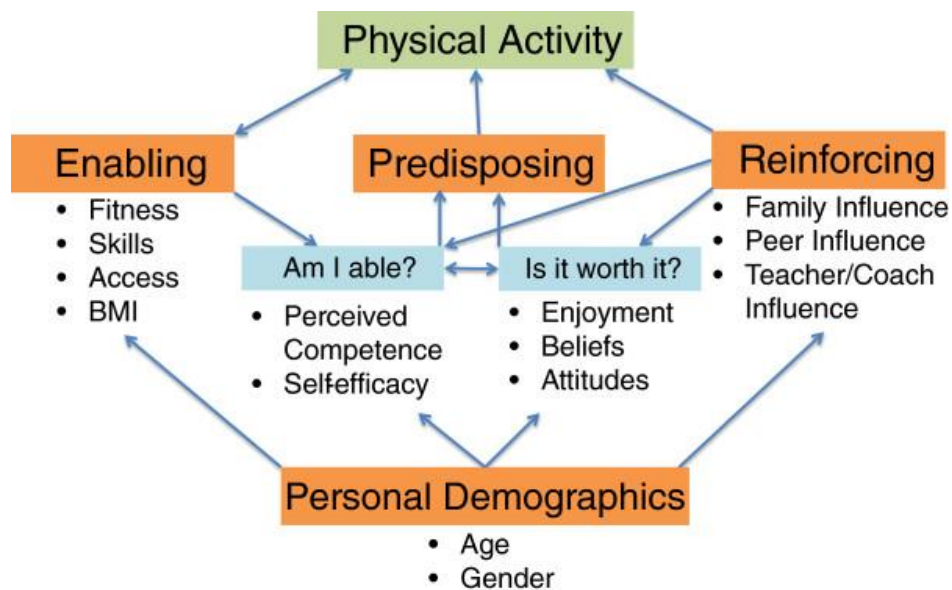 Physical Activity
Enabling
• Fitness
• Skills
• Access
• BMI
Predisposing
Reinforcing
• Family Influence
• Peer Influence
• Teacher/Coach
Influence
Am I able?
• Perceived
Competence
• Self-efficacy
Is it worth it?
• Enjoyment
• Beliefs
• Attitudes
Personal Demographics
• Age
• Gender